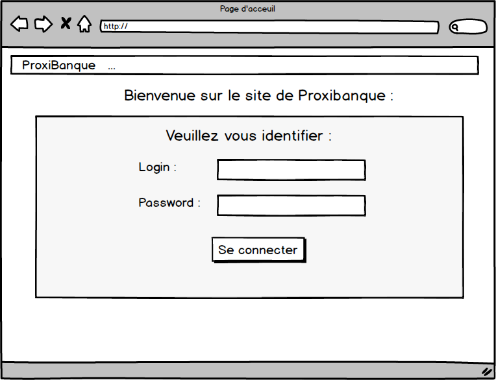 Page d'acceuil
http://
ProxiBanque ...
Bienvenue sur le site de Proxibanque :
Veuillez vous identifier :
Login :
Password :
Se connecter